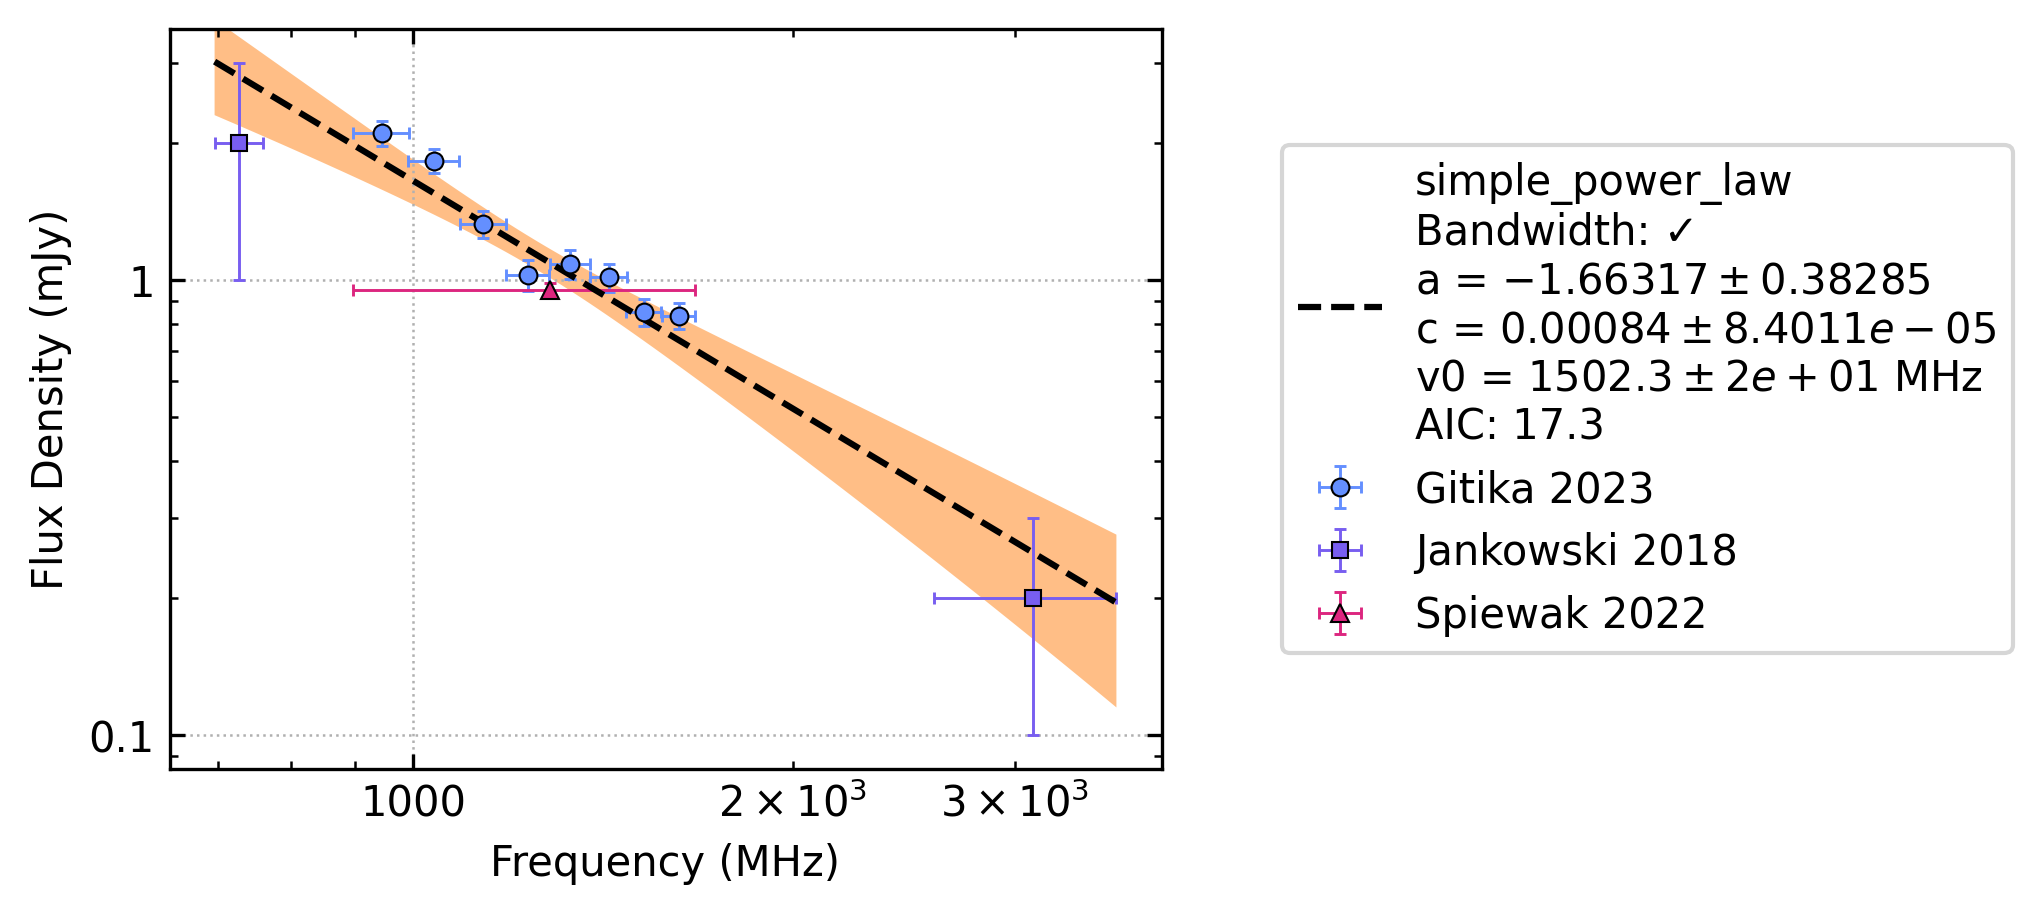 1
0.1
Flux Density (mJy)
1000
2 × 10³
3 × 10³
Frequency (MHz)
simple_power_law
Bandwidth: ✓
a = −1.66317 ± 0.38285
c = 0.00084 ± 8.4011e − 05
v0 = 1502.3 ± 2e + 01 MHz
AIC: 17.3
Gitika 2023
Jankowski 2018
Spiewak 2022